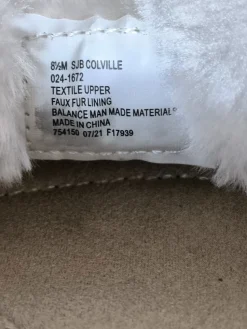 8½M SJB COLVILLE
024-1672
TEXTILE UPPER
FAUX FUR LINING
BALANCE MAN MADE MATERIAL
MADE IN CHINA
754150 07/21 F17939